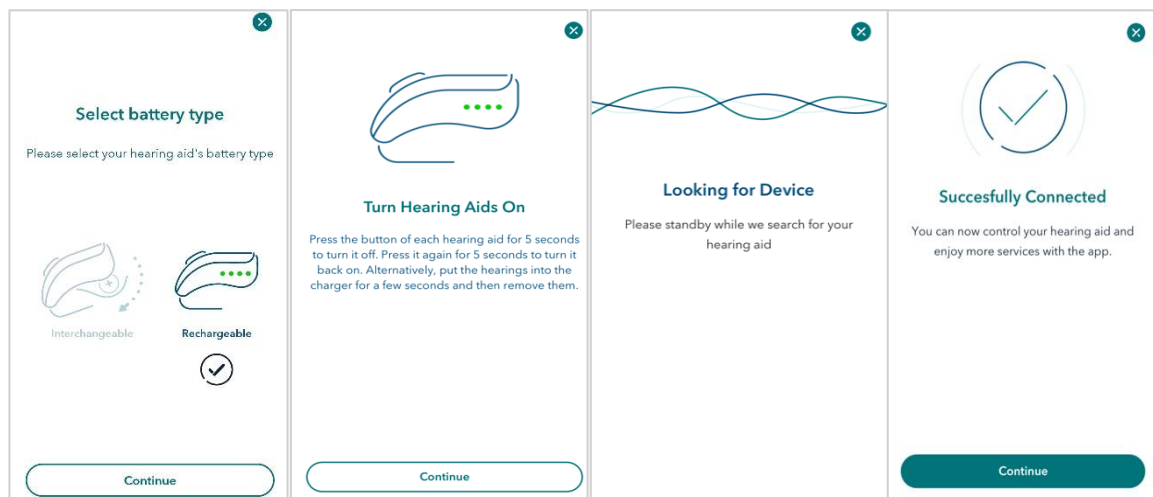 Select battery type
Please select your hearing aid's battery type
Interchangeable
Rechargeable
Continue
Turn Hearing Aids On
Press the button of each hearing aid for 5 seconds
to turn it off. Press it again for 5 seconds to turn it
back on. Alternatively, put the hearings into the
charger for a few seconds and then remove them.
Continue
Looking for Device
Please standby while we search for your
hearing aid
Succesfully Connected
You can now control your hearing aid and
enjoy more services with the app.
Continue